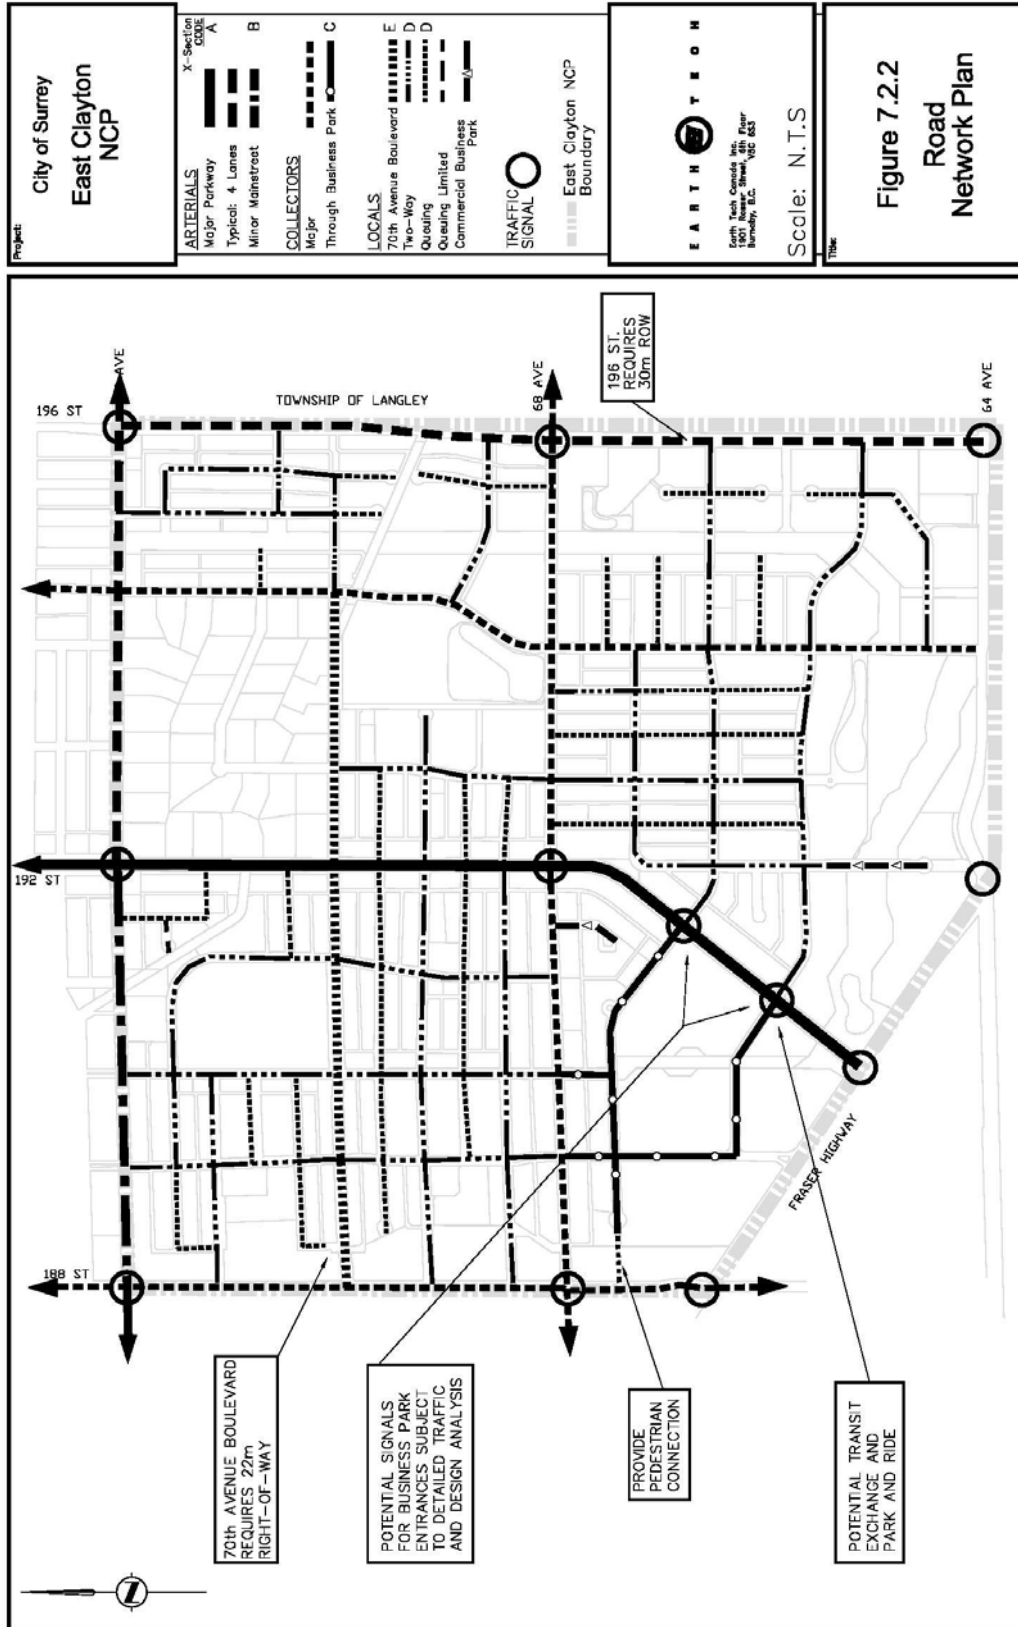 Project:
City of Surrey
East Clayton
NCP
X-Section
CODE
ARTERIALS
Major Parkway A
Typical: 4 Lanes
Minor Mainstreet B
COLLECTORS
Major
Through Business Park C
LOCALS
70th Avenue Boulevard E
Two-Way D
Queuing D
Queuing Limited
Commercial Business
Park
TRAFFIC
SIGNAL
East Clayton NCP
Boundary
EARTH TECH
Earth Tech Canada Inc.
Burnaby, B.C.
Scale: N.T.S
Title:
Figure 7.2.2
Road
Network Plan
196 ST
AVE
TOWNSHIP OF LANGLEY
68 AVE
196 ST.
REQUIRES
30m ROW
64 AVE
192 ST
188 ST
FRASER HIGHWAY
70th AVENUE BOULEVARD
REQUIRES 22m
RIGHT-OF-WAY
POTENTIAL SIGNALS
FOR BUSINESS PARK
ENTRANCES SUBJECT
TO DETAILED TRAFFIC
AND DESIGN ANALYSIS
PROVIDE
PEDESTRIAN
CONNECTION
POTENTIAL TRANSIT
EXCHANGE AND
PARK AND RIDE
Z